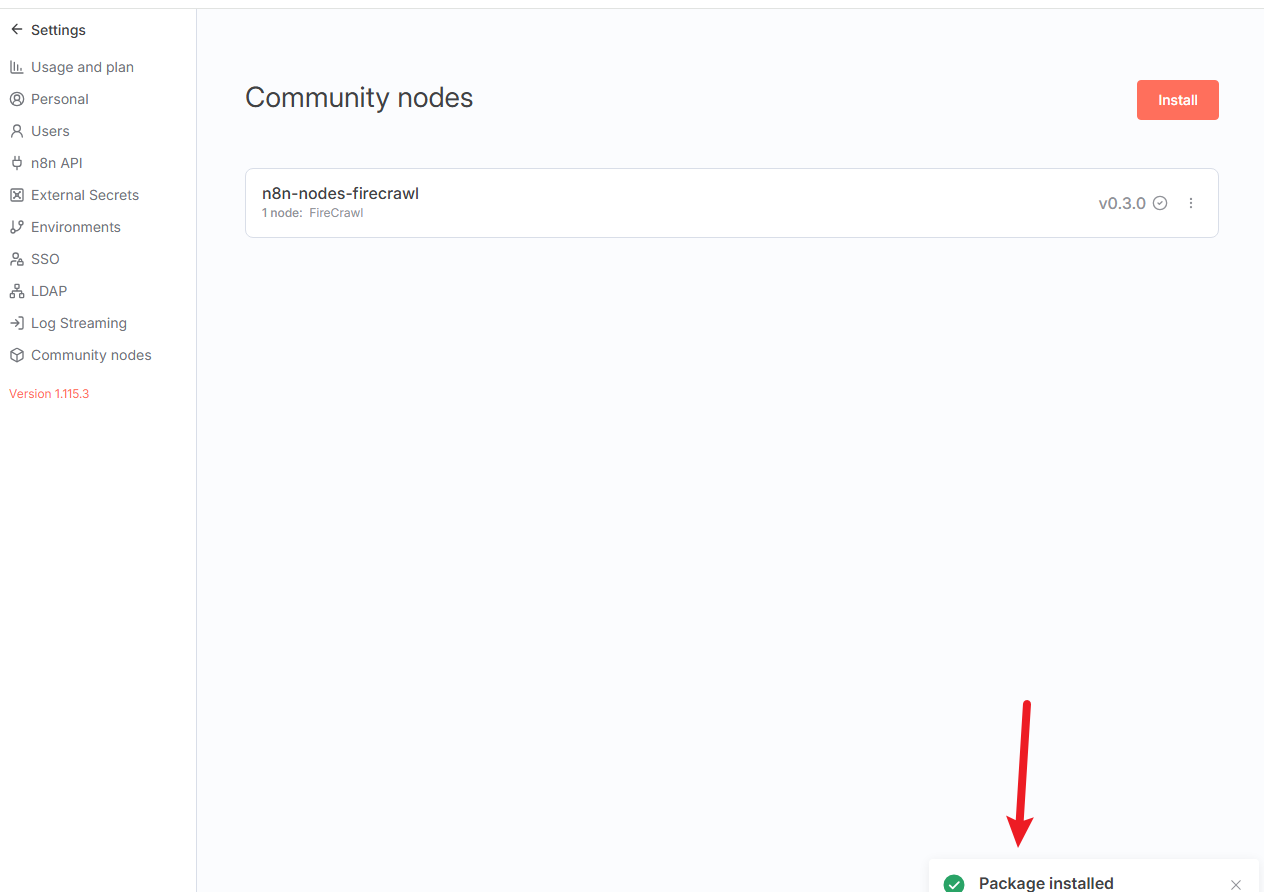 Settings
Usage and plan
Personal
Users
n8n API
External Secrets
Environments
SSO
LDAP
Log Streaming
Community nodes
Version 1.115.3
Community nodes
Install
n8n-nodes-firecrawl
1 node: FireCrawl
v0.3.0
Package installed